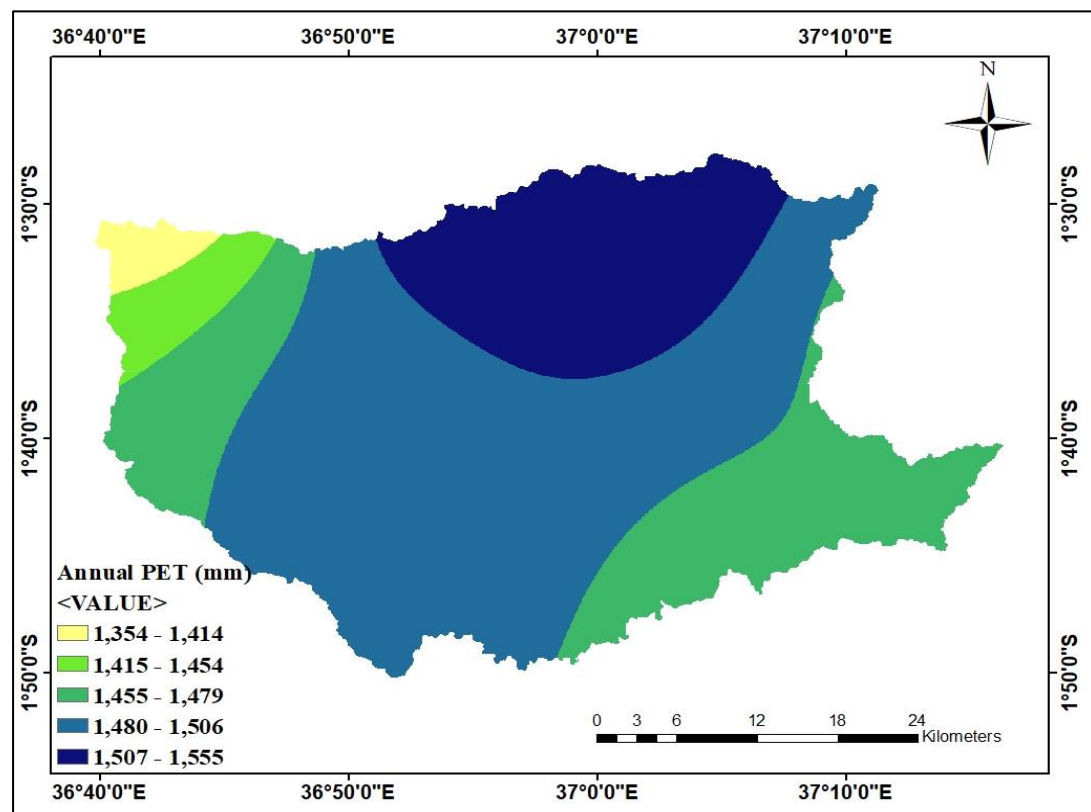 36°40'0"E 36°50'0"E 37°0'0"E 37°10'0"E
N
1°30'0"S 1°30'0"S
1°40'0"S 1°40'0"S
1°50'0"S 1°50'0"S
Annual PET (mm)
<VALUE>
1,354 - 1,414
1,415 - 1,454
1,455 - 1,479
1,480 - 1,506
1,507 - 1,555
0 3 6 12 18 24
Kilometers
36°40'0"E 36°50'0"E 37°0'0"E 37°10'0"E